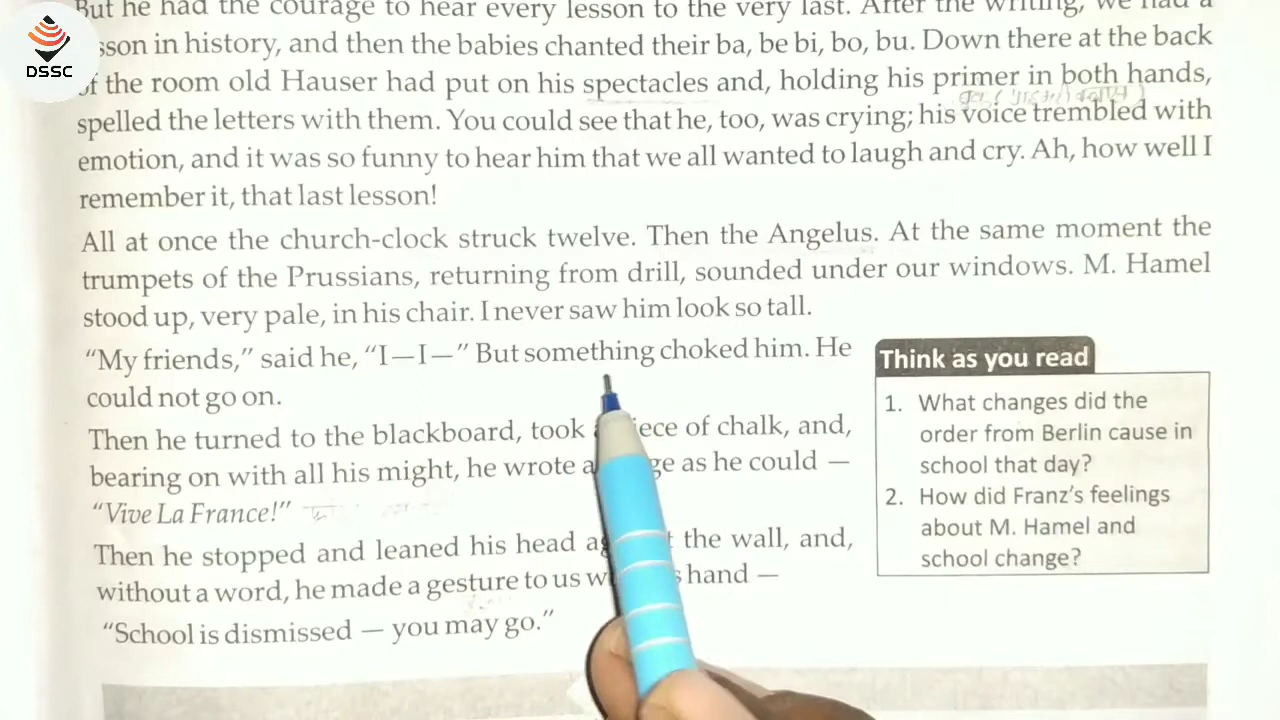 DSSC
But he had the courage to hear every lesson to the very last. After the writing, we had a
sson in history, and then the babies chanted their ba, be bi, bo, bu. Down there at the back
of the room old Hauser had put on his spectacles and, holding his primer in both hands,
spelled the letters with them. You could see that he, too, was crying; his voice trembled with
emotion, and it was so funny to hear him that we all wanted to laugh and cry. Ah, how well I
remember it, that last lesson!
All at once the church-clock struck twelve. Then the Angelus. At the same moment the
trumpets of the Prussians, returning from drill, sounded under our windows. M. Hamel
stood up, very pale, in his chair. I never saw him look so tall.
“My friends,” said he, “I—I—” But something choked him. He
could not go on.
Then he turned to the blackboard, took iece of chalk, and,
bearing on with all his might, he wrote a ge as he could —
“Vive La France!”
Then he stopped and leaned his head ag t the wall, and,
without a word, he made a gesture to us w s hand —
“School is dismissed — you may go.”
Think as you read
1. What changes did the
order from Berlin cause in
school that day?
2. How did Franz’s feelings
about M. Hamel and
school change?